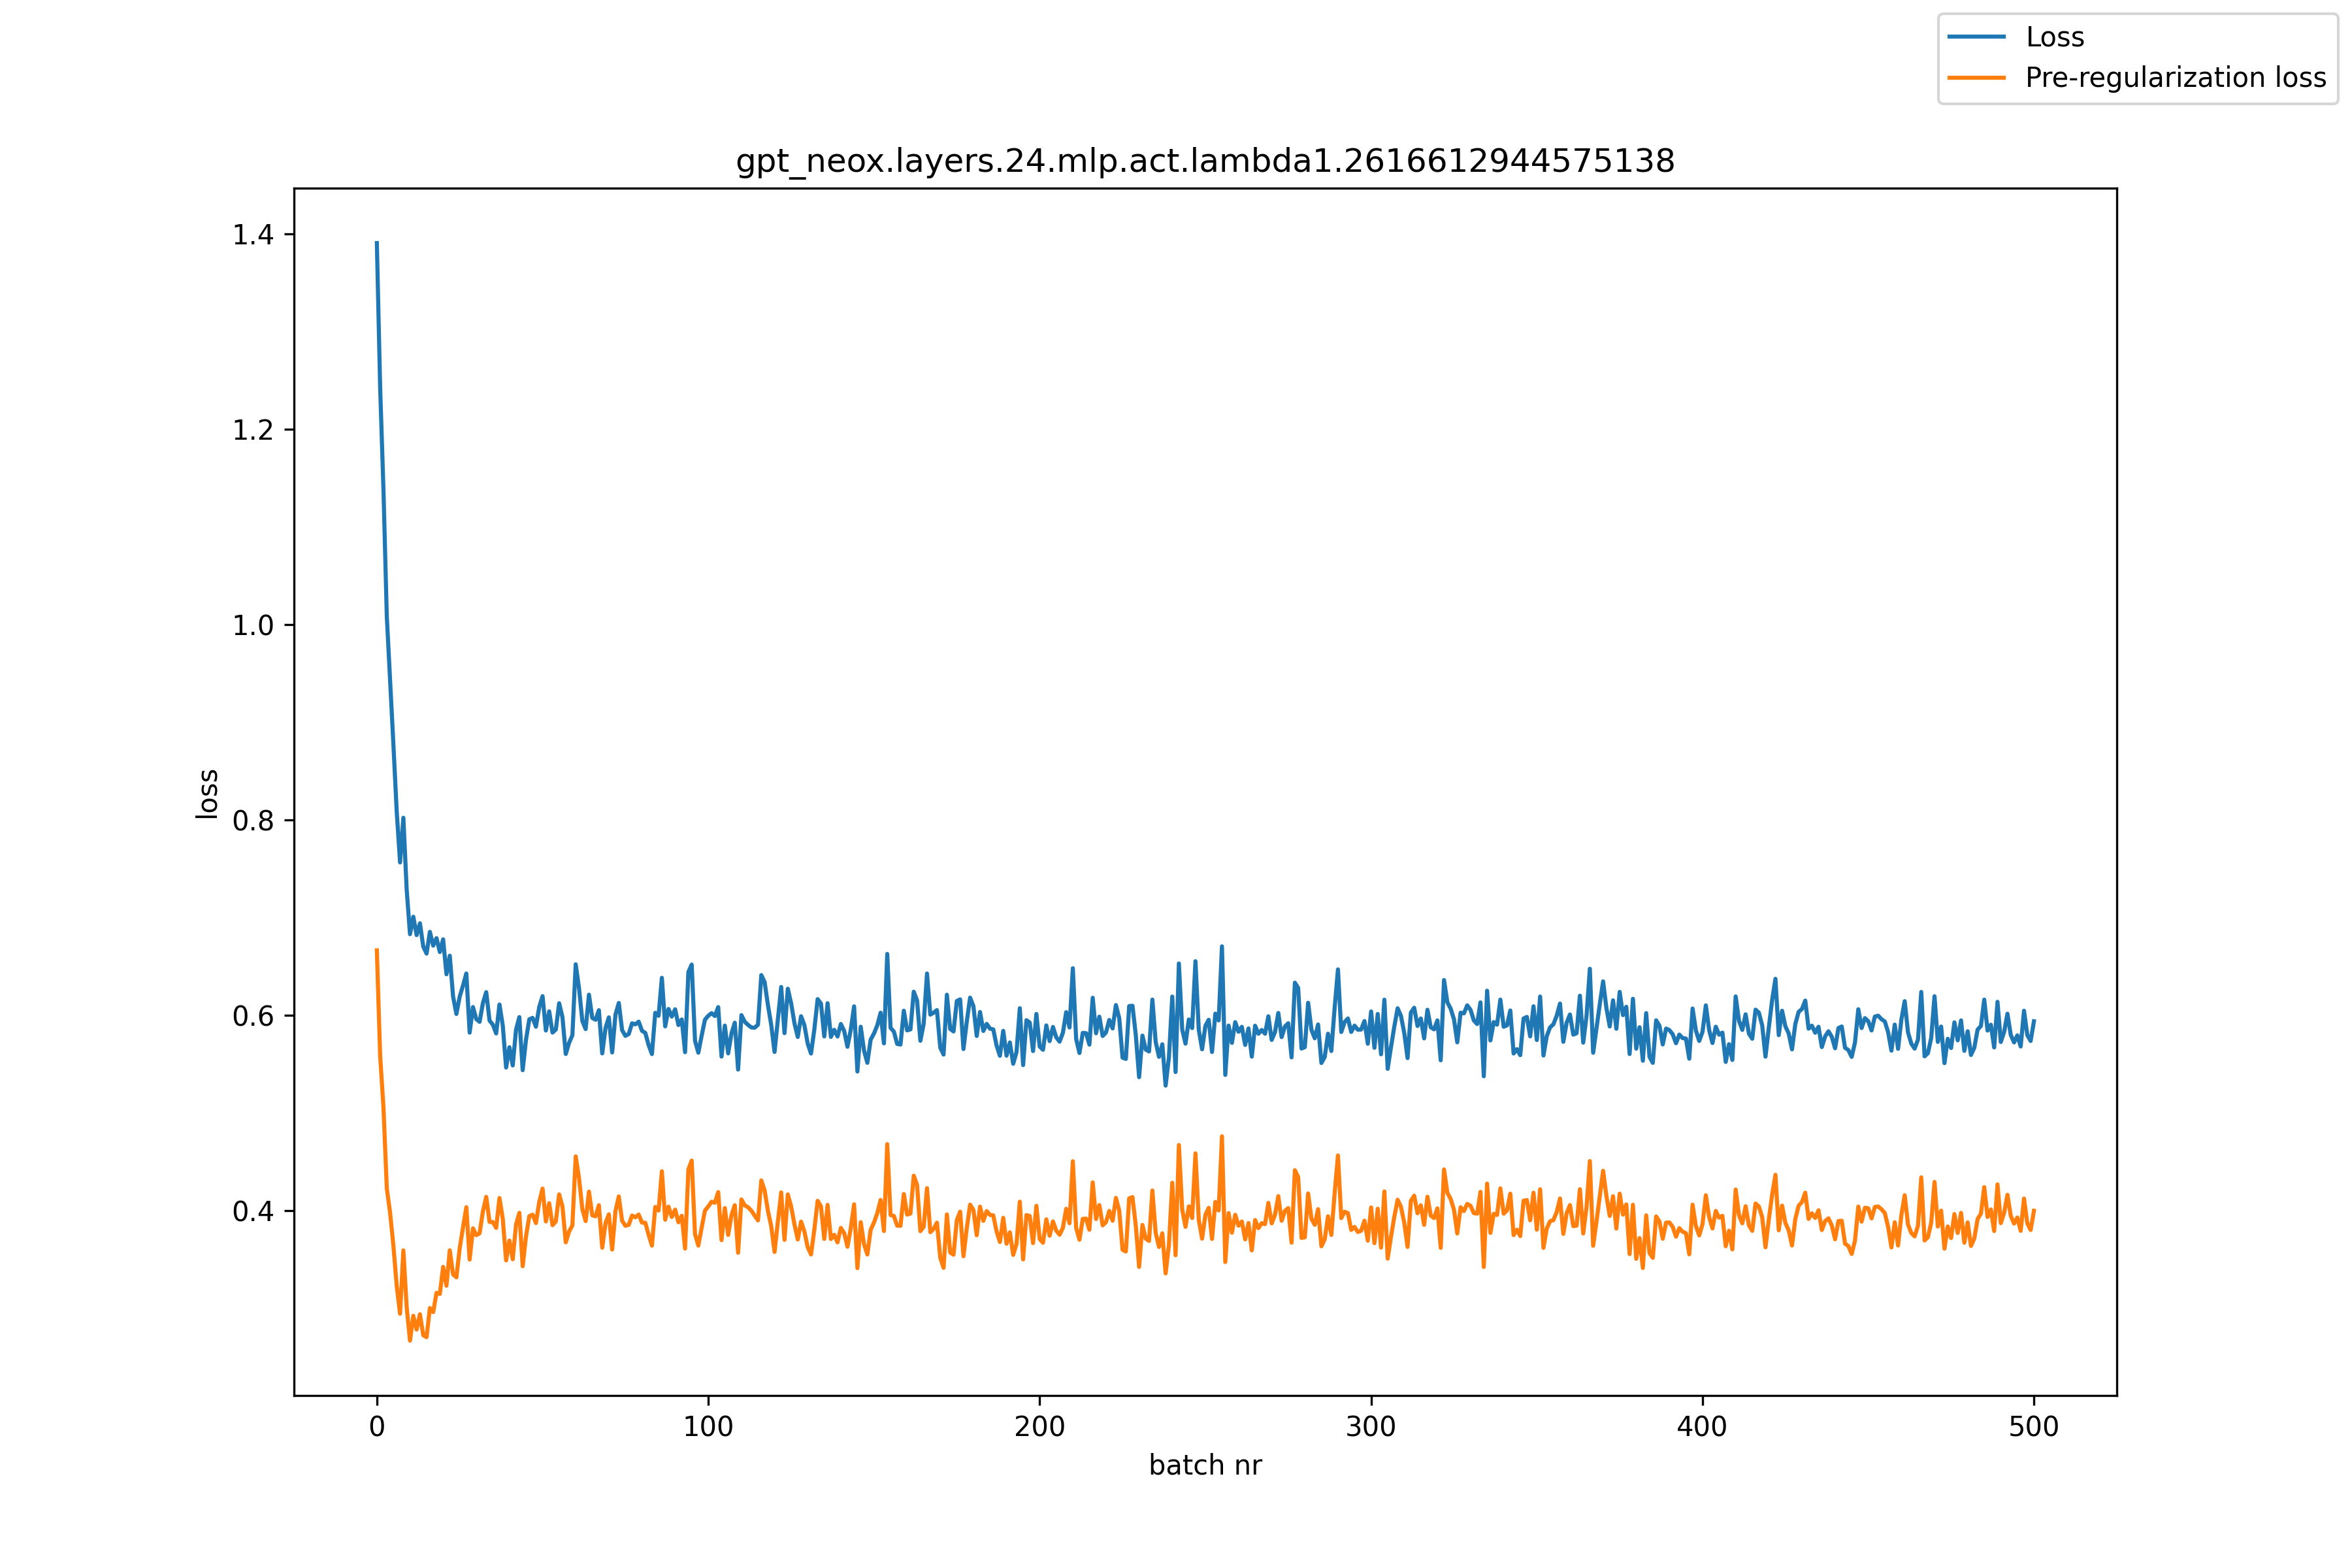 Loss
Pre-regularization loss
gpt_neox.layers.24.mlp.act.lambda1.2616612944575138
1.4
1.2
1.0
0.8
0.6
0.4
loss
0
100
200
300
400
500
batch nr